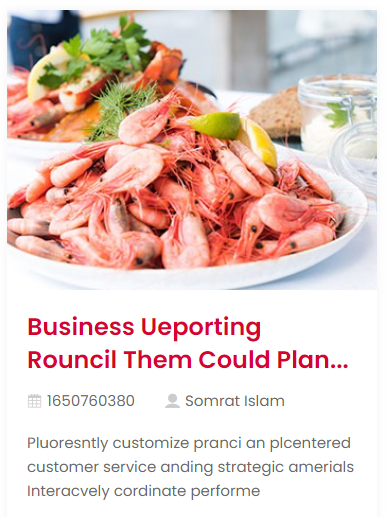 Business Ueporting
Rouncil Them Could Plan...
1650760380 Somrat Islam
Pluoresntly customize pranci an plcentered
customer service anding strategic amerials
Interacvely cordinate performe